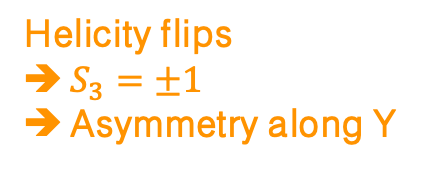 Helicity flips
➔ 𝑆₃ = ±1
➔ Asymmetry along Y